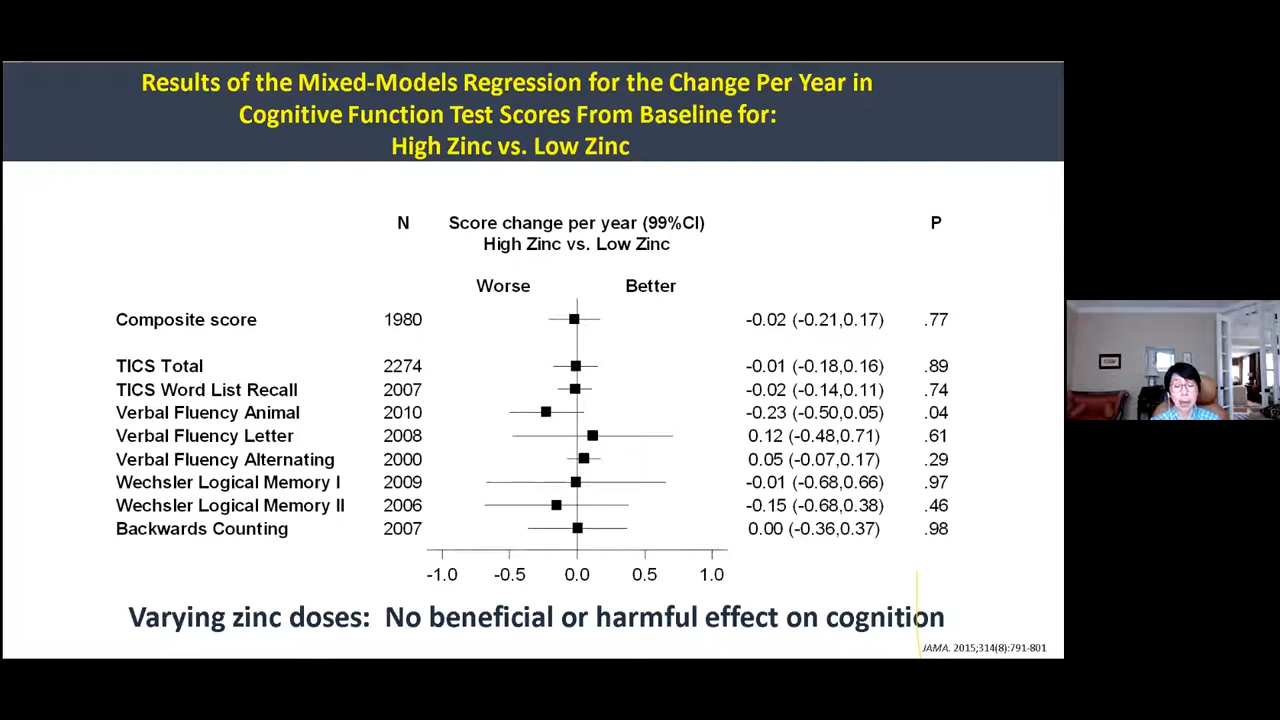 Results of the Mixed-Models Regression for the Change Per Year in
Cognitive Function Test Scores From Baseline for:
High Zinc vs. Low Zinc
N Score change per year (99%CI) P
High Zinc vs. Low Zinc
Worse Better
Composite score 1980 -0.02 (-0.21,0.17) .77
TICS Total 2274 -0.01 (-0.18,0.16) .89
TICS Word List Recall 2007 -0.02 (-0.14,0.11) .74
Verbal Fluency Animal 2010 -0.23 (-0.50,0.05) .04
Verbal Fluency Letter 2008 0.12 (-0.48,0.71) .61
Verbal Fluency Alternating 2000 0.05 (-0.07,0.17) .29
Wechsler Logical Memory I 2009 -0.01 (-0.68,0.66) .97
Wechsler Logical Memory II 2006 -0.15 (-0.68,0.38) .46
Backwards Counting 2007 0.00 (-0.36,0.37) .98
-1.0 -0.5 0.0 0.5 1.0
Varying zinc doses: No beneficial or harmful effect on cognition
JAMA. 2015;314(8):791-801